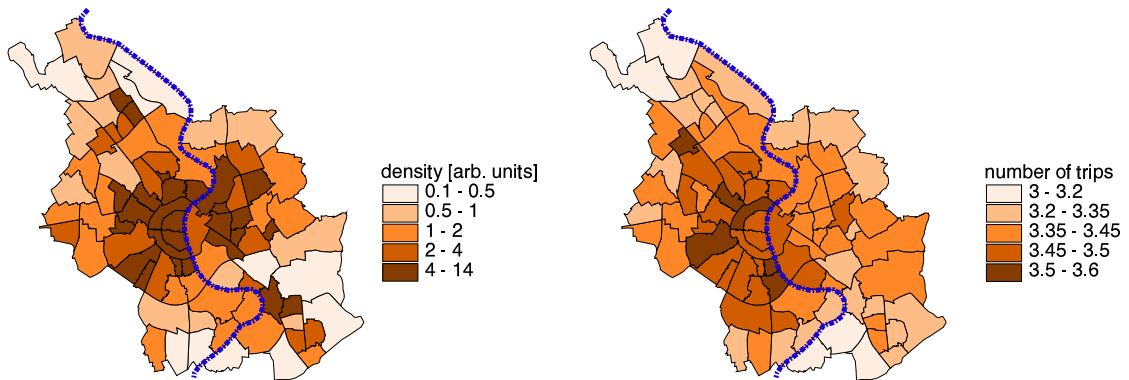 density [arb. units]
0.1 - 0.5
0.5 - 1
1 - 2
2 - 4
4 - 14
number of trips
3 - 3.2
3.2 - 3.35
3.35 - 3.45
3.45 - 3.5
3.5 - 3.6